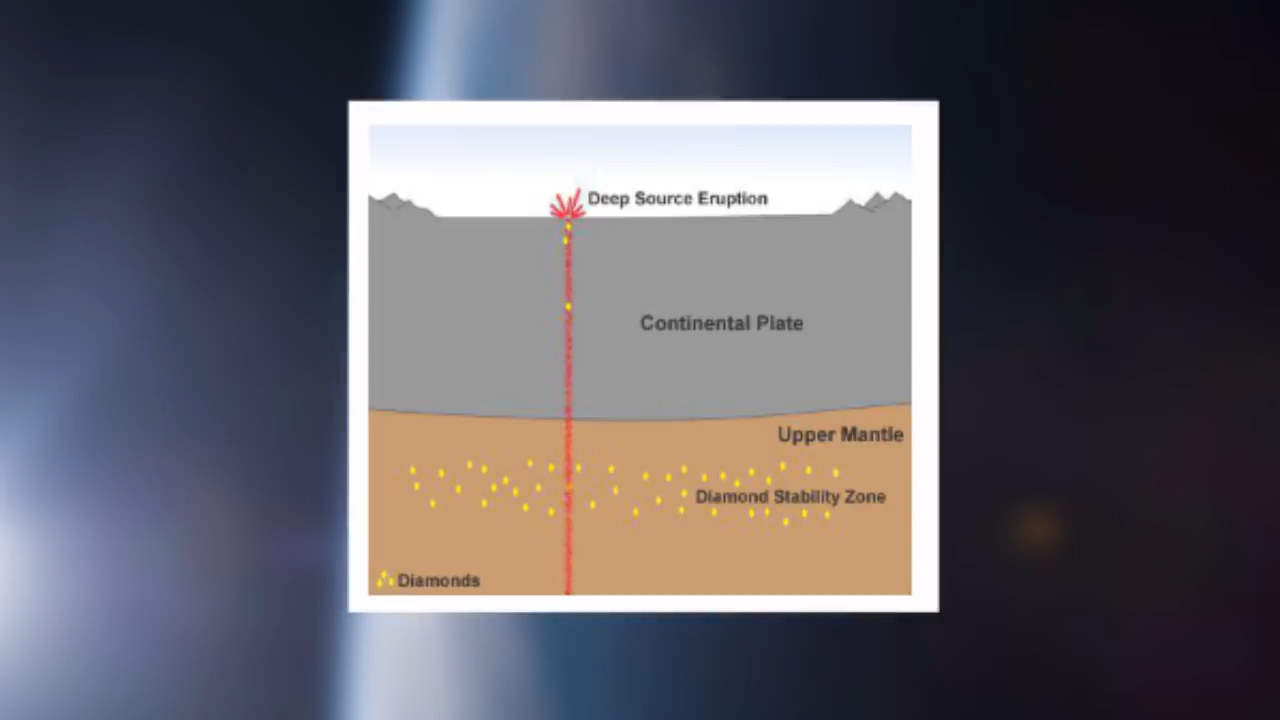 Deep Source Eruption
Continental Plate
Upper Mantle
Diamond Stability Zone
Diamonds